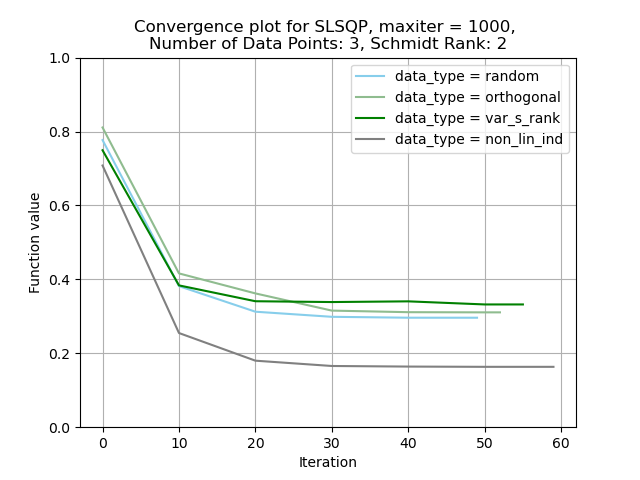 Convergence plot for SLSQP, maxiter = 1000,
Number of Data Points: 3, Schmidt Rank: 2
1.0
0.8
0.6
0.4
0.2
0.0
Function value
data_type = random
data_type = orthogonal
data_type = var_s_rank
data_type = non_lin_ind
0 10 20 30 40 50 60
Iteration